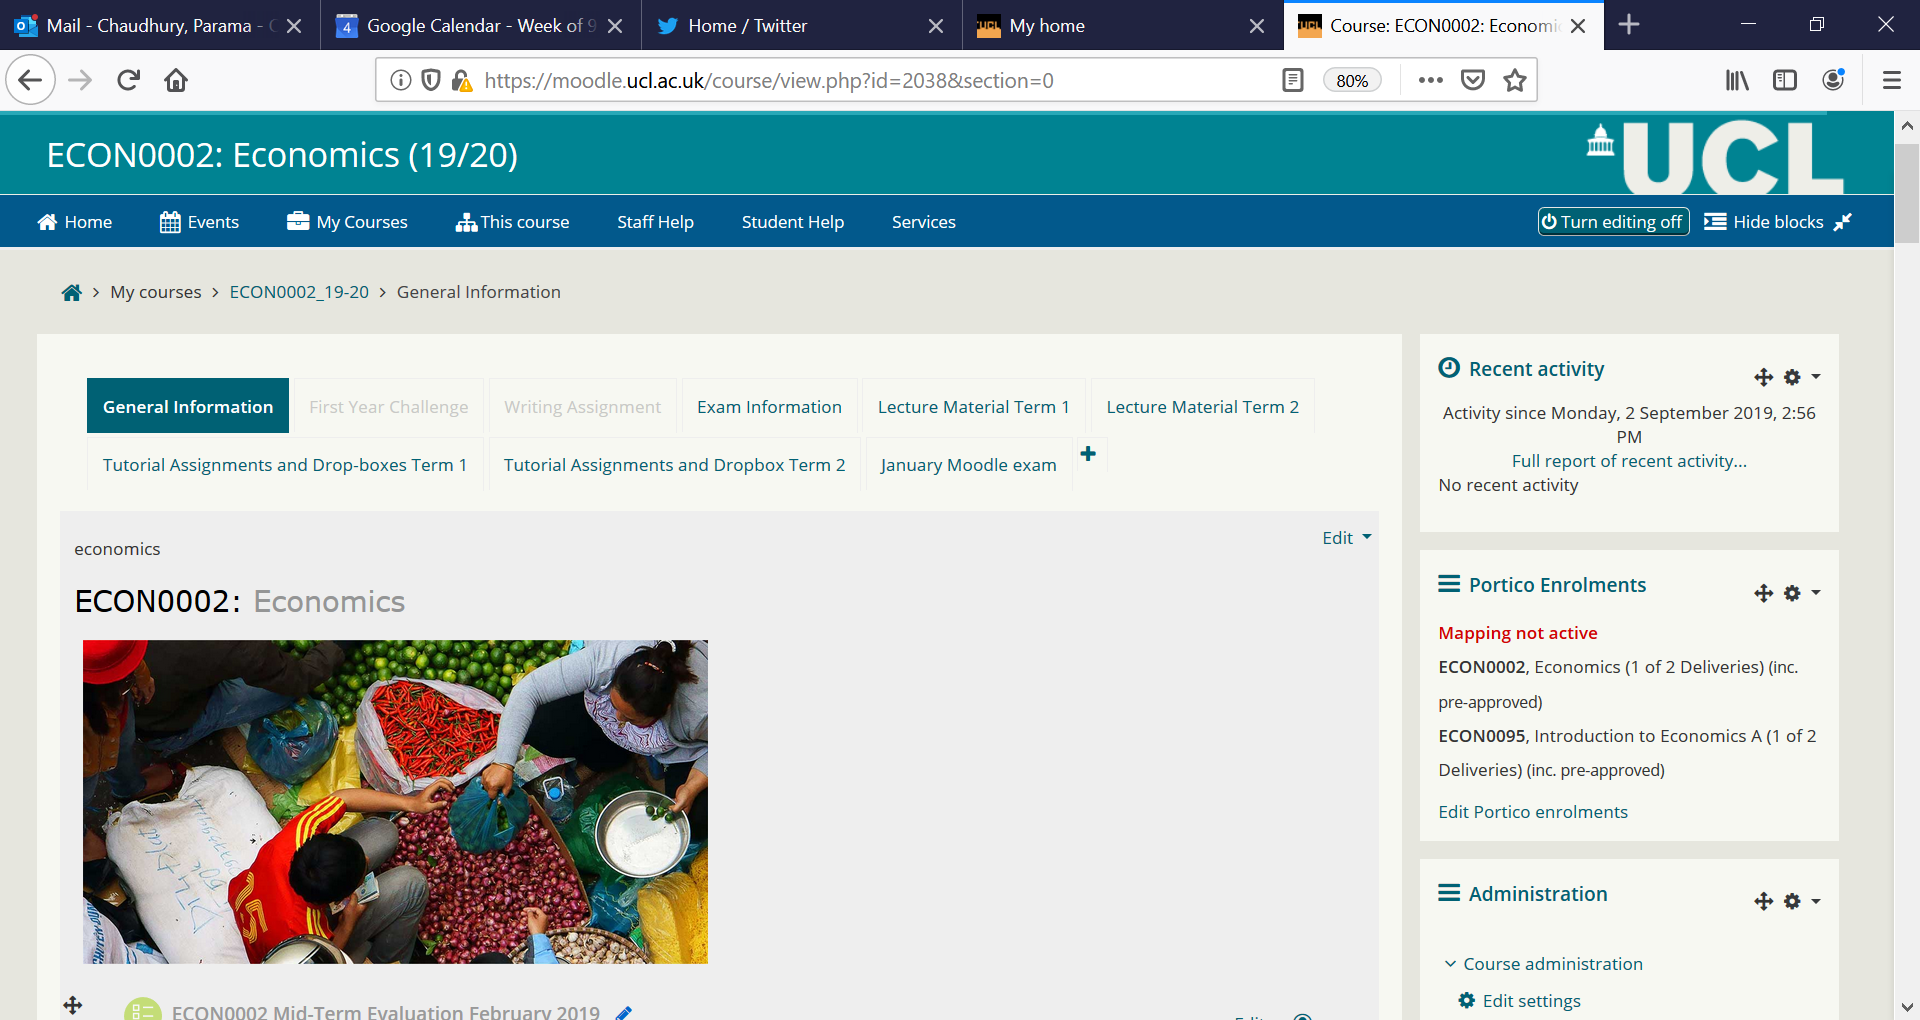 Mail - Chaudhury, Parama -
Google Calendar - Week of 9
Home / Twitter
My home
Course: ECON0002: Economi
https://moodle.ucl.ac.uk/course/view.php?id=2038&section=0
80%
ECON0002: Economics (19/20)
UCL
Home
Events
My Courses
This course
Staff Help
Student Help
Services
Turn editing off
Hide blocks
My courses > ECON0002_19-20 > General Information
General Information
First Year Challenge
Writing Assignment
Exam Information
Lecture Material Term 1
Lecture Material Term 2
Tutorial Assignments and Drop-boxes Term 1
Tutorial Assignments and Dropbox Term 2
January Moodle exam
Edit
economics
ECON0002: Economics
ECON0002 Mid-Term Evaluation February 2019
Recent activity
Activity since Monday, 2 September 2019, 2:56
PM
Full report of recent activity...
No recent activity
Portico Enrolments
Mapping not active
ECON0002, Economics (1 of 2 Deliveries) (inc.
pre-approved)
ECON0095, Introduction to Economics A (1 of 2
Deliveries) (inc. pre-approved)
Edit Portico enrolments
Administration
Course administration
Edit settings